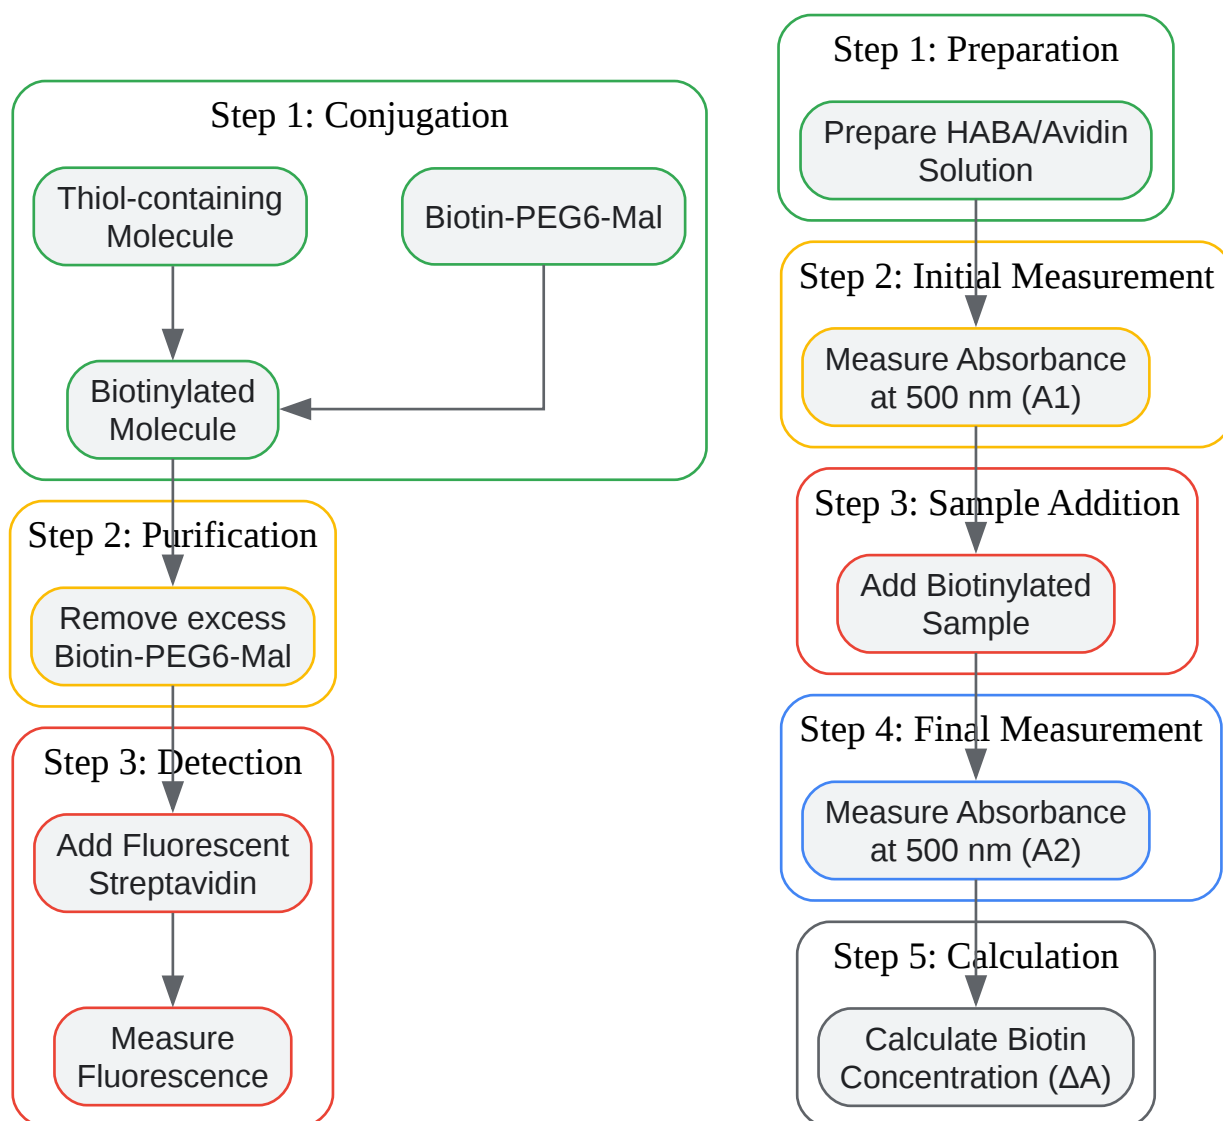 Step 1: Conjugation
Thiol-containing
Molecule
Biotin-PEG6-Mal
Biotinylated
Molecule
Step 2: Purification
Remove excess
Biotin-PEG6-Mal
Step 3: Detection
Add Fluorescent
Streptavidin
Measure
Fluorescence
Step 1: Preparation
Prepare HABA/Avidin
Solution
Step 2: Initial Measurement
Measure Absorbance
at 500 nm (A1)
Step 3: Sample Addition
Add Biotinylated
Sample
Step 4: Final Measurement
Measure Absorbance
at 500 nm (A2)
Step 5: Calculation
Calculate Biotin
Concentration (ΔA)